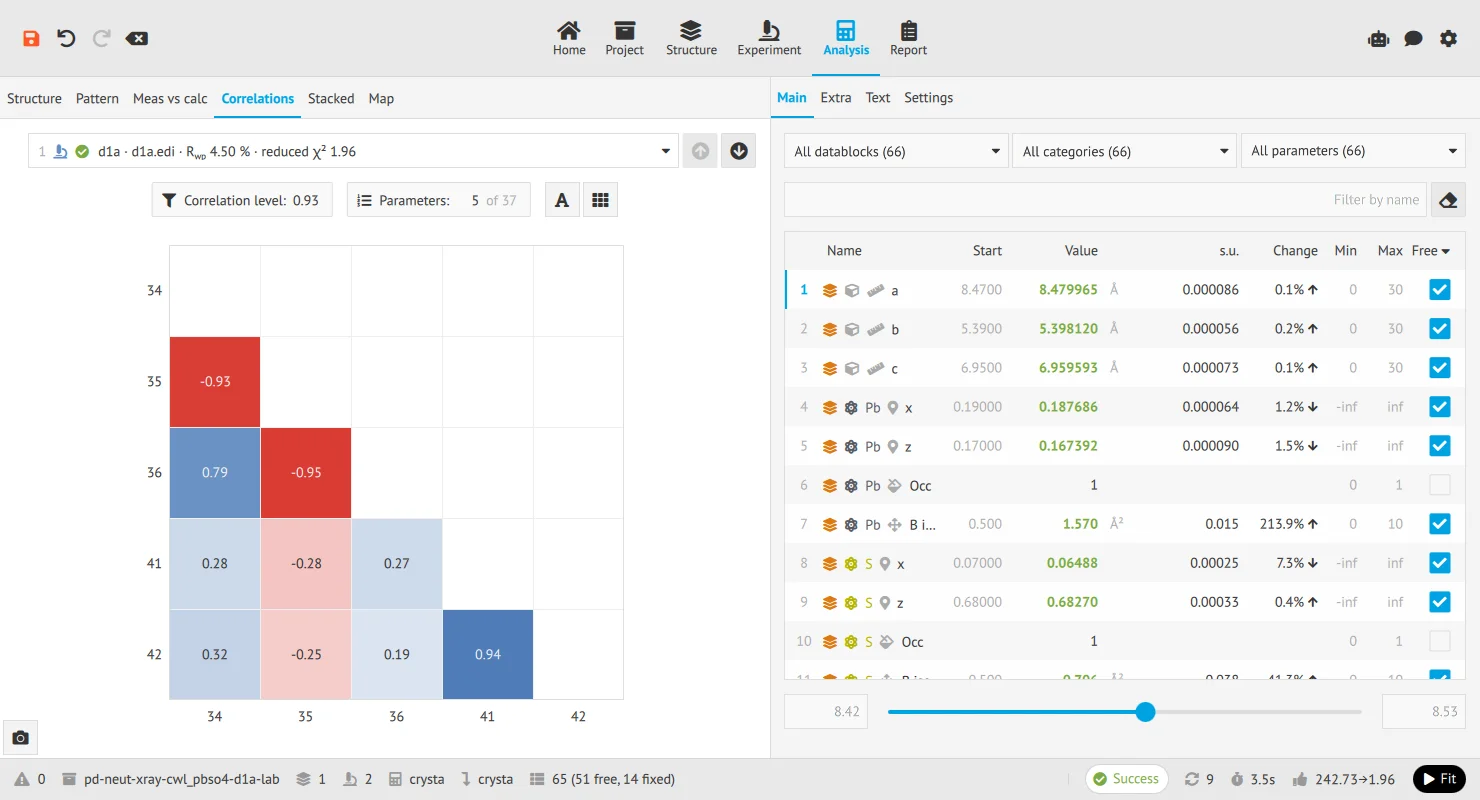 Home Project Structure Experiment Analysis Report
Structure Pattern Meas vs calc Correlations Stacked Map
Main Extra Text Settings
1 d1a · d1a.edi · Rwp 4.50 % · reduced χ² 1.96
Correlation level: 0.93 Parameters: 5 of 37 A
34
35 -0.93
36 0.79 -0.95
41 0.28 -0.28 0.27
42 0.32 -0.25 0.19 0.94
34 35 36 41 42
All datablocks (66) All categories (66) All parameters (66)
Filter by name
Name Start Value s.u. Change Min Max Free
1 a 8.4700 8.479965 Å 0.000086 0.1% 0 30
2 b 5.3900 5.398120 Å 0.000056 0.2% 0 30
3 c 6.9500 6.959593 Å 0.000073 0.1% 0 30
4 Pb x 0.19000 0.187686 0.000064 1.2% -inf inf
5 Pb z 0.17000 0.167392 0.000090 1.5% -inf inf
6 Pb Occ 1 0 1
7 Pb B i... 0.500 1.570 Å² 0.015 213.9% 0 10
8 S x 0.07000 0.06488 0.00025 7.3% -inf inf
9 S z 0.68000 0.68270 0.00033 0.4% -inf inf
10 S Occ 1 0 1
8.42 8.53
0 pd-neut-xray-cwl_pbso4-d1a-lab 1 2 crysta crysta 65 (51 free, 14 fixed) Success 9 3.5s 242.73→1.96 Fit